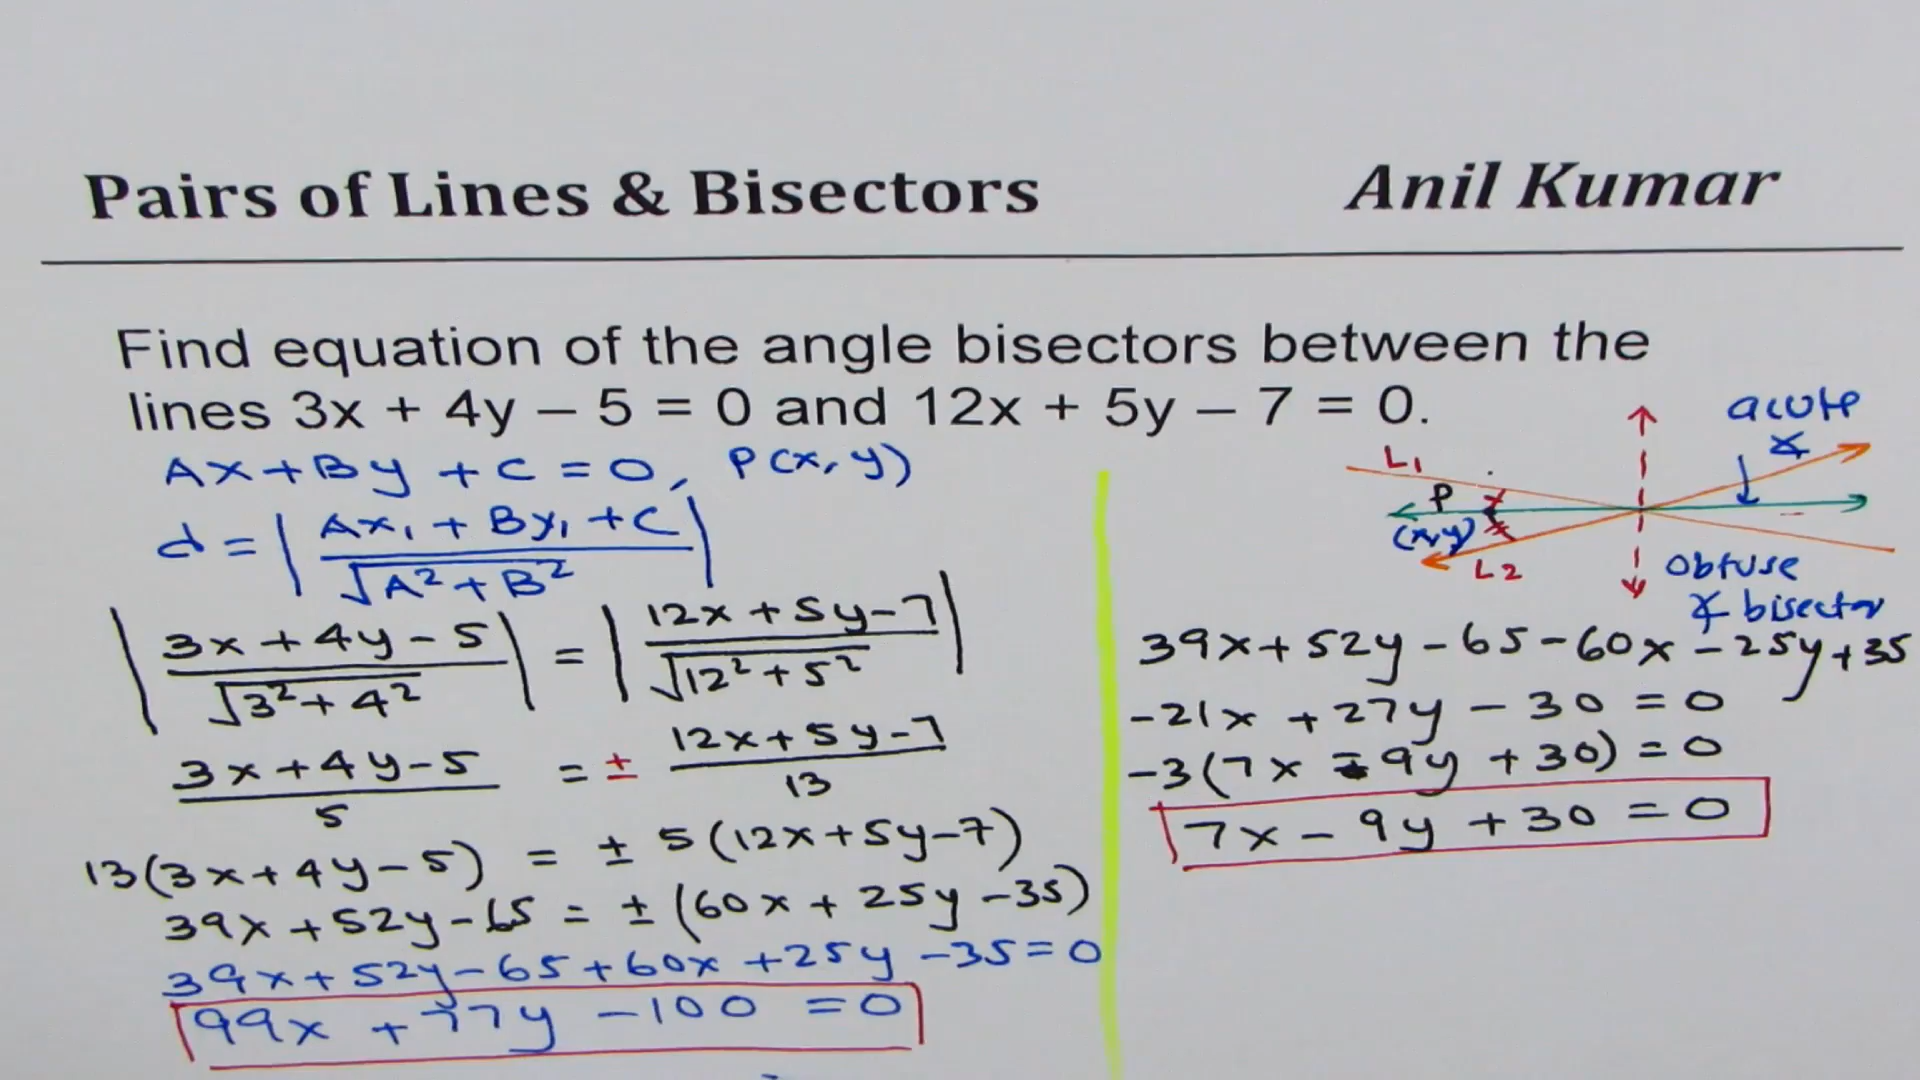 Pairs of Lines & Bisectors
Anil Kumar
Find equation of the angle bisectors between the
lines 3x + 4y – 5 = 0 and 12x + 5y – 7 = 0.
Ax + By + C = 0, P(x, y)
d = | Ax₁ + By₁ + C / √A² + B² |
| 3x + 4y - 5 / √3² + 4² | = | 12x + 5y - 7 / √12² + 5² |
3x + 4y - 5 / 5 = ± 12x + 5y - 7 / 13
13(3x + 4y - 5) = ± 5(12x + 5y - 7)
39x + 52y - 65 = ± (60x + 25y - 35)
39x + 52y - 65 + 60x + 25y - 35 = 0
99x + 77y - 100 = 0
acute
∡
L₁
P
(x,y)
L2
obtuse
∡ bisector
39x + 52y - 65 - 60x - 25y + 35
-21x + 27y - 30 = 0
-3(7x - 9y + 30) = 0
7x - 9y + 30 = 0